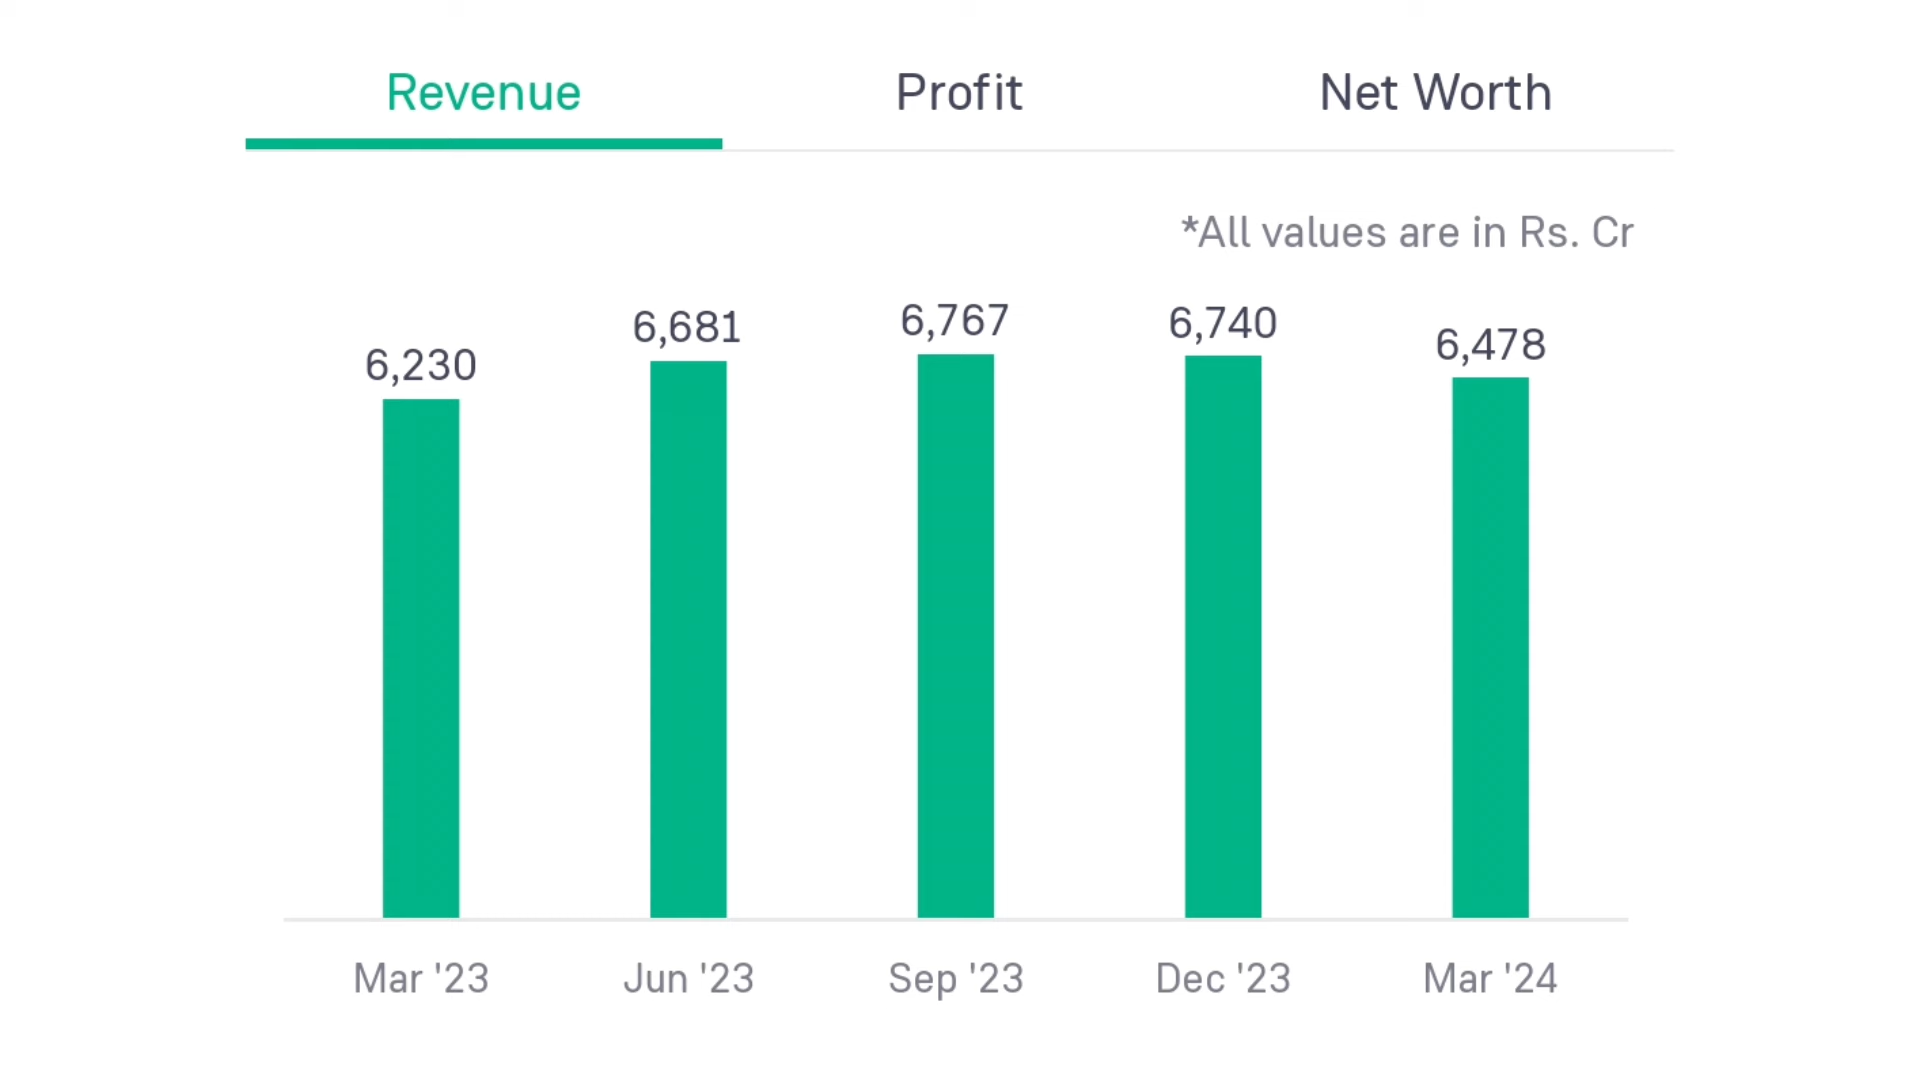 Revenue Profit Net Worth
*All values are in Rs. Cr
6,230 6,681 6,767 6,740 6,478
Mar '23 Jun '23 Sep '23 Dec '23 Mar '24